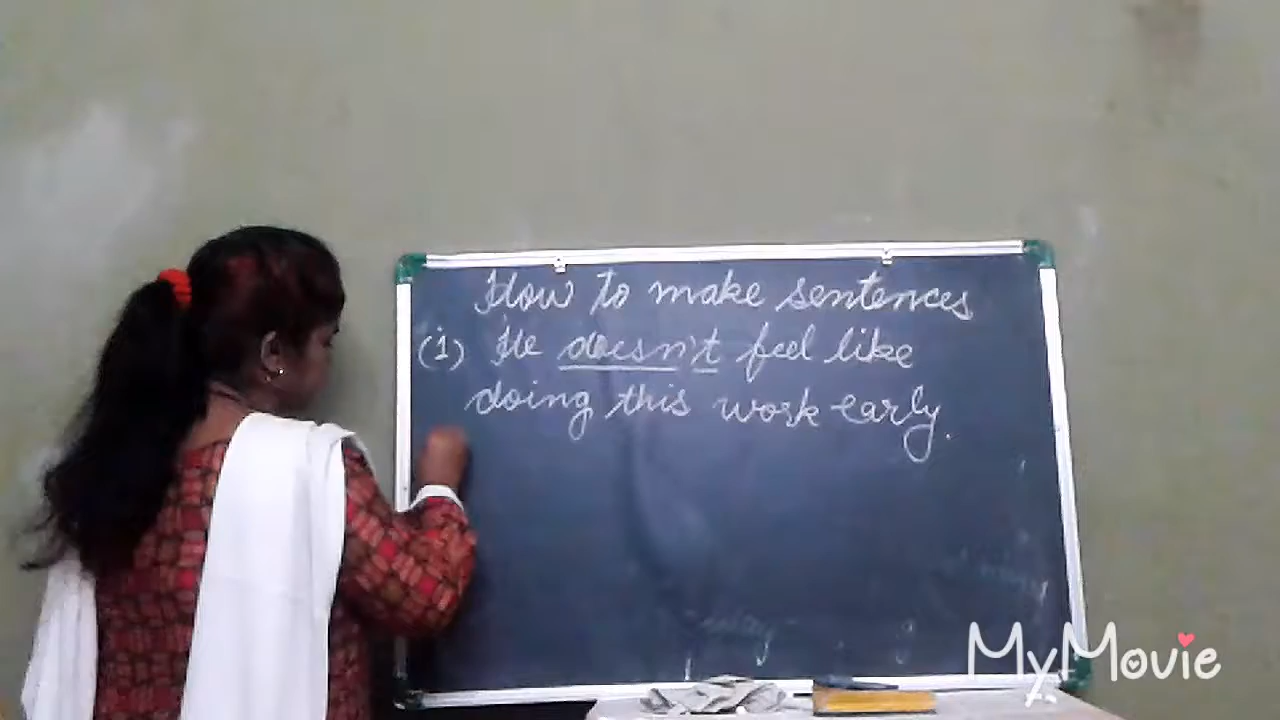 How to make sentences
(1) He doesn't feel like
doing this work early.
MyMovie